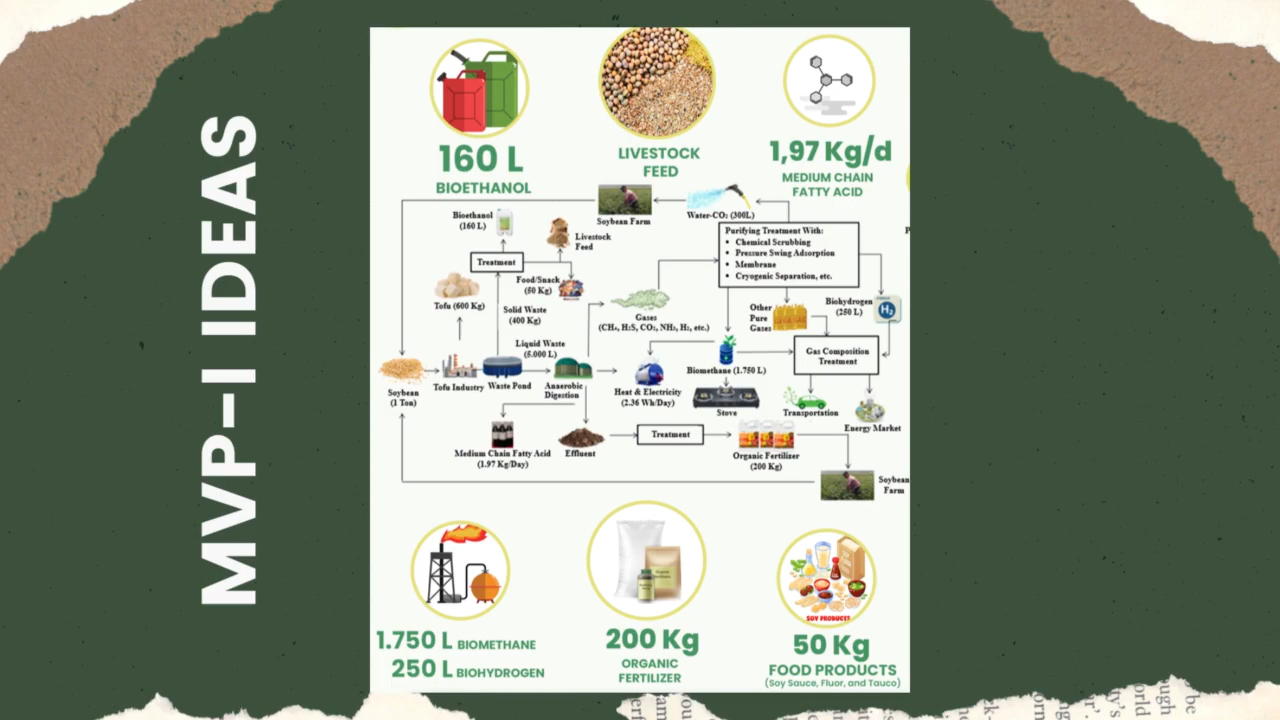 MVP-I IDEAS
160 L
BIOETHANOL
LIVESTOCK
FEED
1,97 Kg/d
MEDIUM CHAIN
FATTY ACID
Bioethanol
(160 L)
Livestock
Feed
Soybean Farm
Water-CO₂ (300L)
Purifying Treatment With:
• Chemical Scrubbing
• Pressure Swing Adsorption
• Membrane
• Cryogenic Separation, etc.
Treatment
Food/Snack
(50 Kg)
Tofu (600 Kg)
Solid Waste
(400 Kg)
Gases
(CH₄, H₂S, CO₂, NH₃, H₂, etc.)
Other
Pure
Gases
Biohydrogen
(250 L)
H₂
Liquid Waste
(5.000 L)
Gas Composition
Treatment
Soybean
(1 Ton)
Tofu Industry
Waste Pond
Anaerobic
Digestion
Heat & Electricity
(2.36 Wh/Day)
Biomethane (1.750 L)
Stove
Transportation
Energy Market
Medium Chain Fatty Acid
(1.97 Kg/Day)
Effluent
Treatment
Organic Fertilizer
(200 Kg)
Soybean
Farm
SOY PRODUCTS
1.750 L BIOMETHANE
250 L BIOHYDROGEN
200 Kg
ORGANIC
FERTILIZER
50 Kg
FOOD PRODUCTS
(Soy Sauce, Fluor, and Tauco)